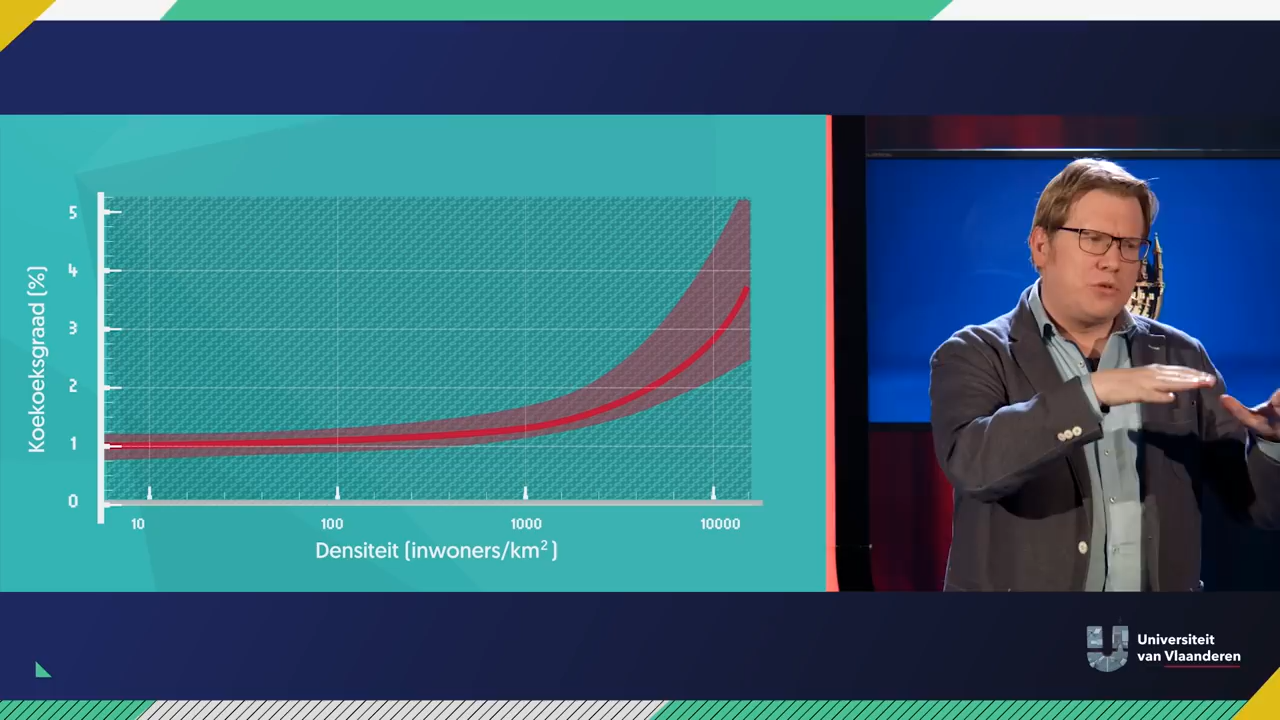 5
4
3
2
1
0
Koekoeksgraad (%)
10 100 1000 10000
Densiteit (inwoners/km²)
Universiteit
van Vlaanderen